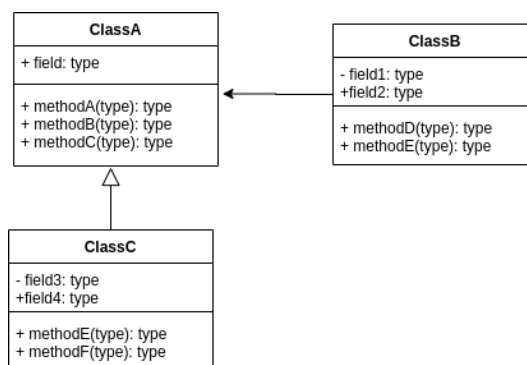 ClassA
+ field: type
+ methodA(type): type
+ methodB(type): type
+ methodC(type): type
ClassB
- field1: type
+field2: type
+ methodD(type): type
+ methodE(type): type
ClassC
- field3: type
+field4: type
+ methodE(type): type
+ methodF(type): type